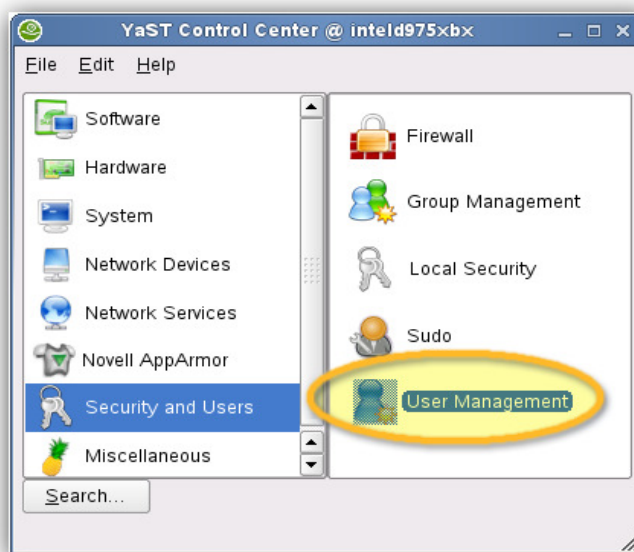 YaST Control Center @ inteld975xbx
File Edit Help
Software
Hardware
System
Network Devices
Network Services
Novell AppArmor
Security and Users
Miscellaneous
Firewall
Group Management
Local Security
Sudo
User Management
Search...